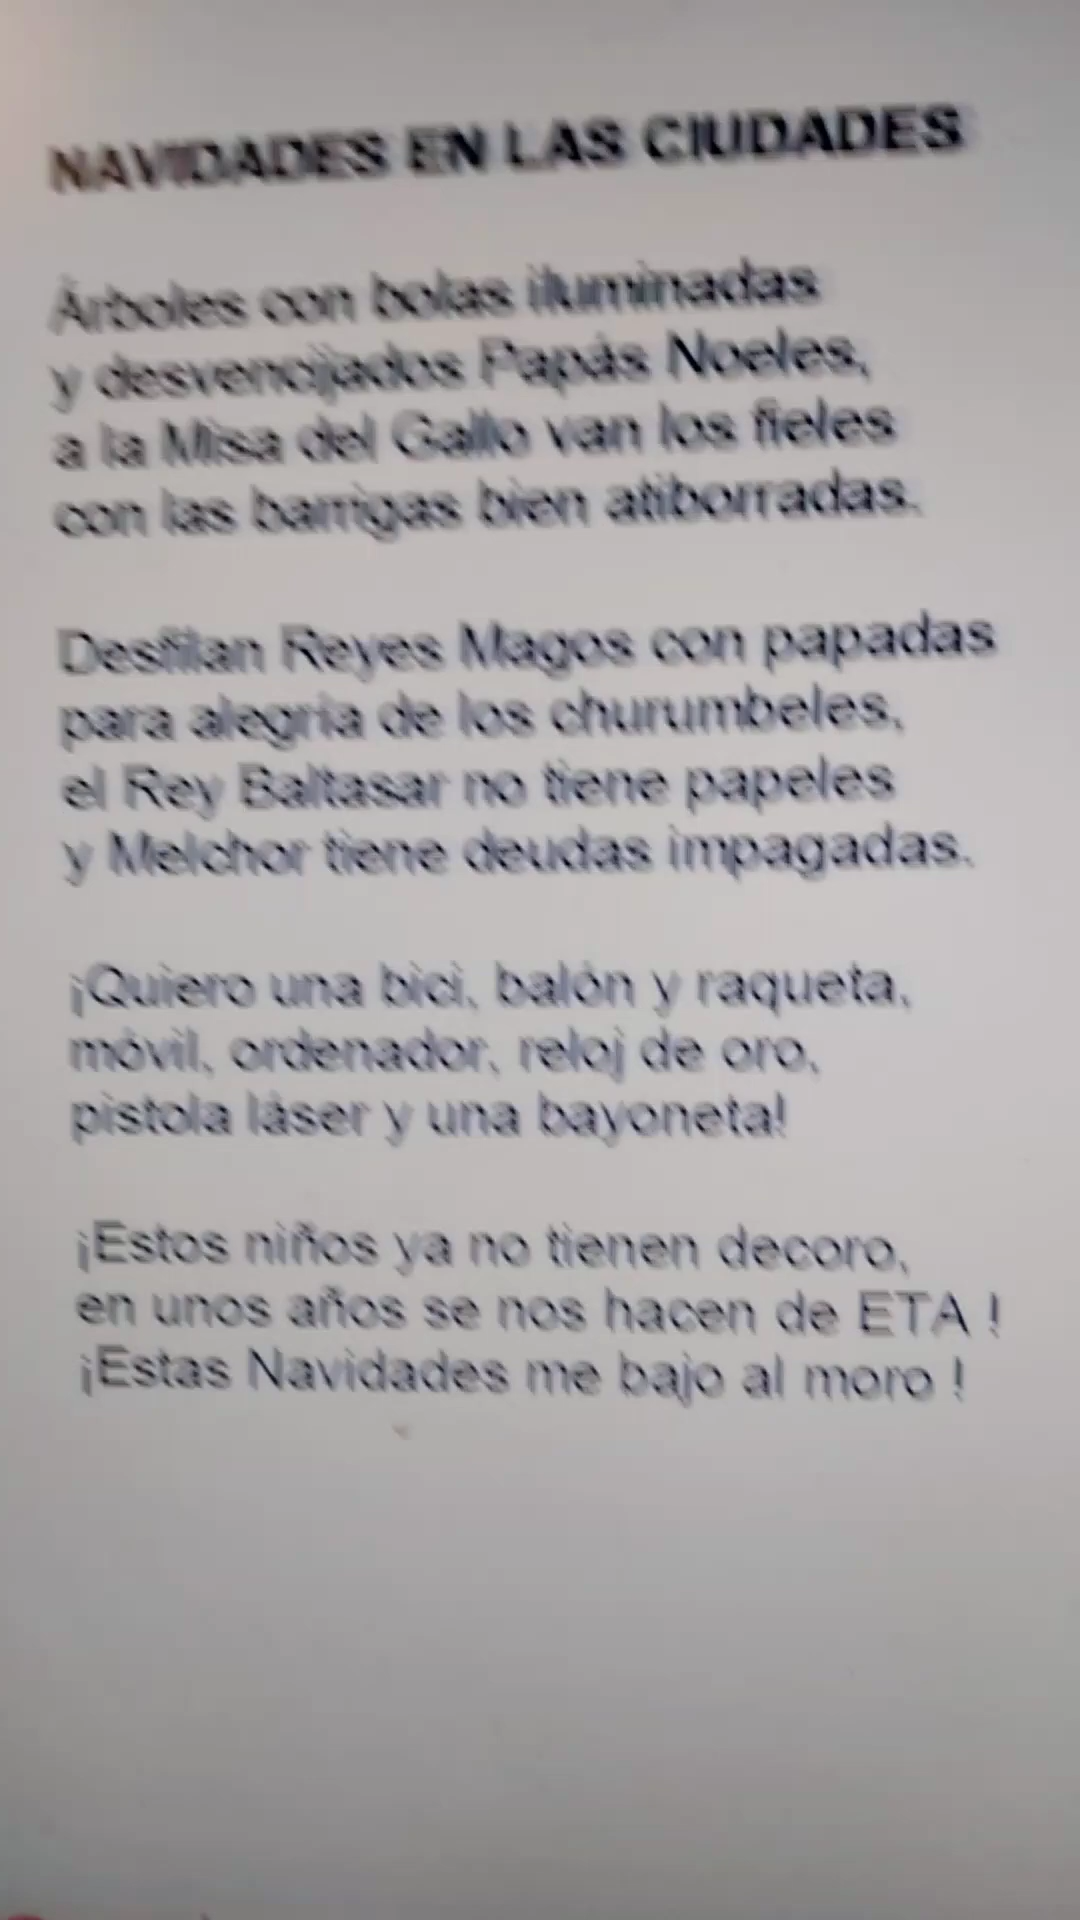 NAVIDADES EN LAS CIUDADES
Árboles con bolas iluminadas
y desvencijados Papás Noeles,
a la Misa del Gallo van los fieles
con las barrigas bien atiborradas.
Desfilan Reyes Magos con papadas
para alegría de los churumbeles,
el Rey Baltasar no tiene papeles
y Melchor tiene deudas impagadas.
¡Quiero una bici, balón y raqueta,
móvil, ordenador, reloj de oro,
pistola láser y una bayoneta!
¡Estos niños ya no tienen decoro,
en unos años se nos hacen de ETA !
¡Estas Navidades me bajo al moro !